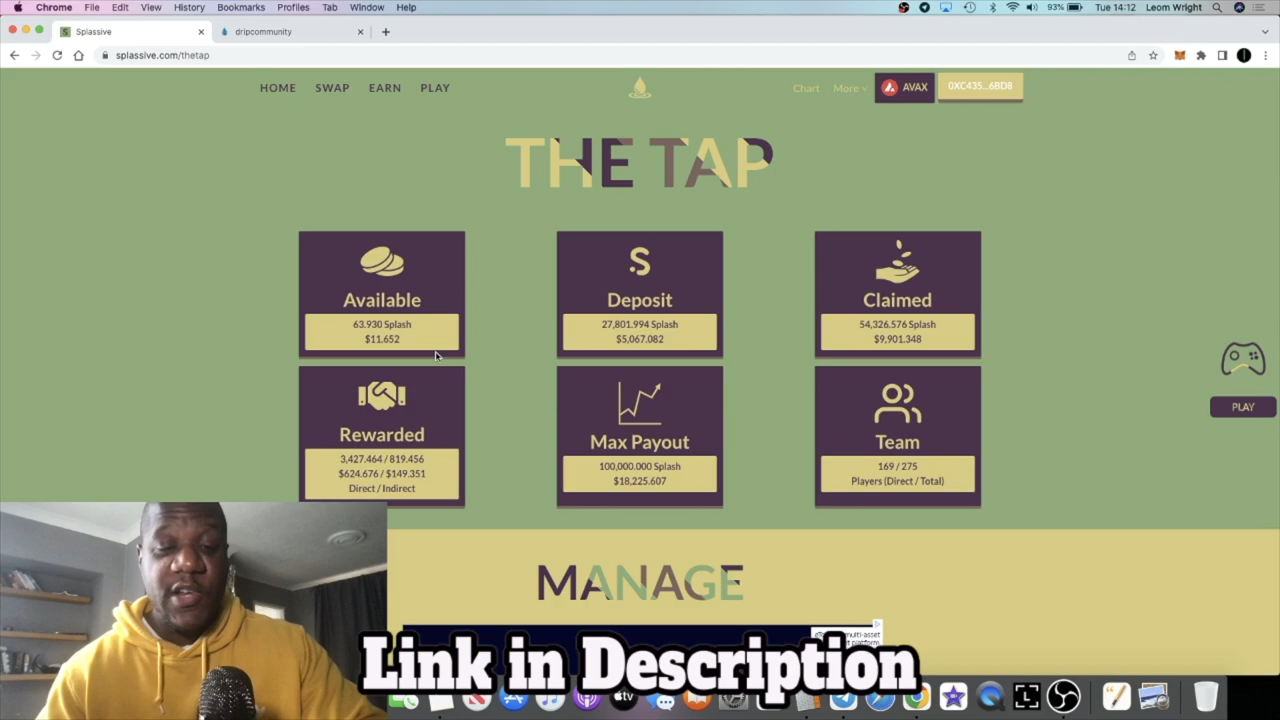 Chrome File Edit View History Bookmarks Profiles Tab Window Help
93% Tue 14:12 Leom Wright
Splassive
dripcommunity
splassive.com/thetap
HOME SWAP EARN PLAY
Chart More AVAX 0XC435...6BD8
THE TAP
Available
63.930 Splash
$11.652
Deposit
27,801.994 Splash
$5,067.082
Claimed
54,326.576 Splash
$9,901.348
PLAY
Rewarded
3,427.464 / 819.456
$624.676 / $149.351
Direct / Indirect
Max Payout
100,000.000 Splash
$18,225.607
Team
169 / 275
Players (Direct / Total)
MANAGE
multi-asset
Link in Description
tv